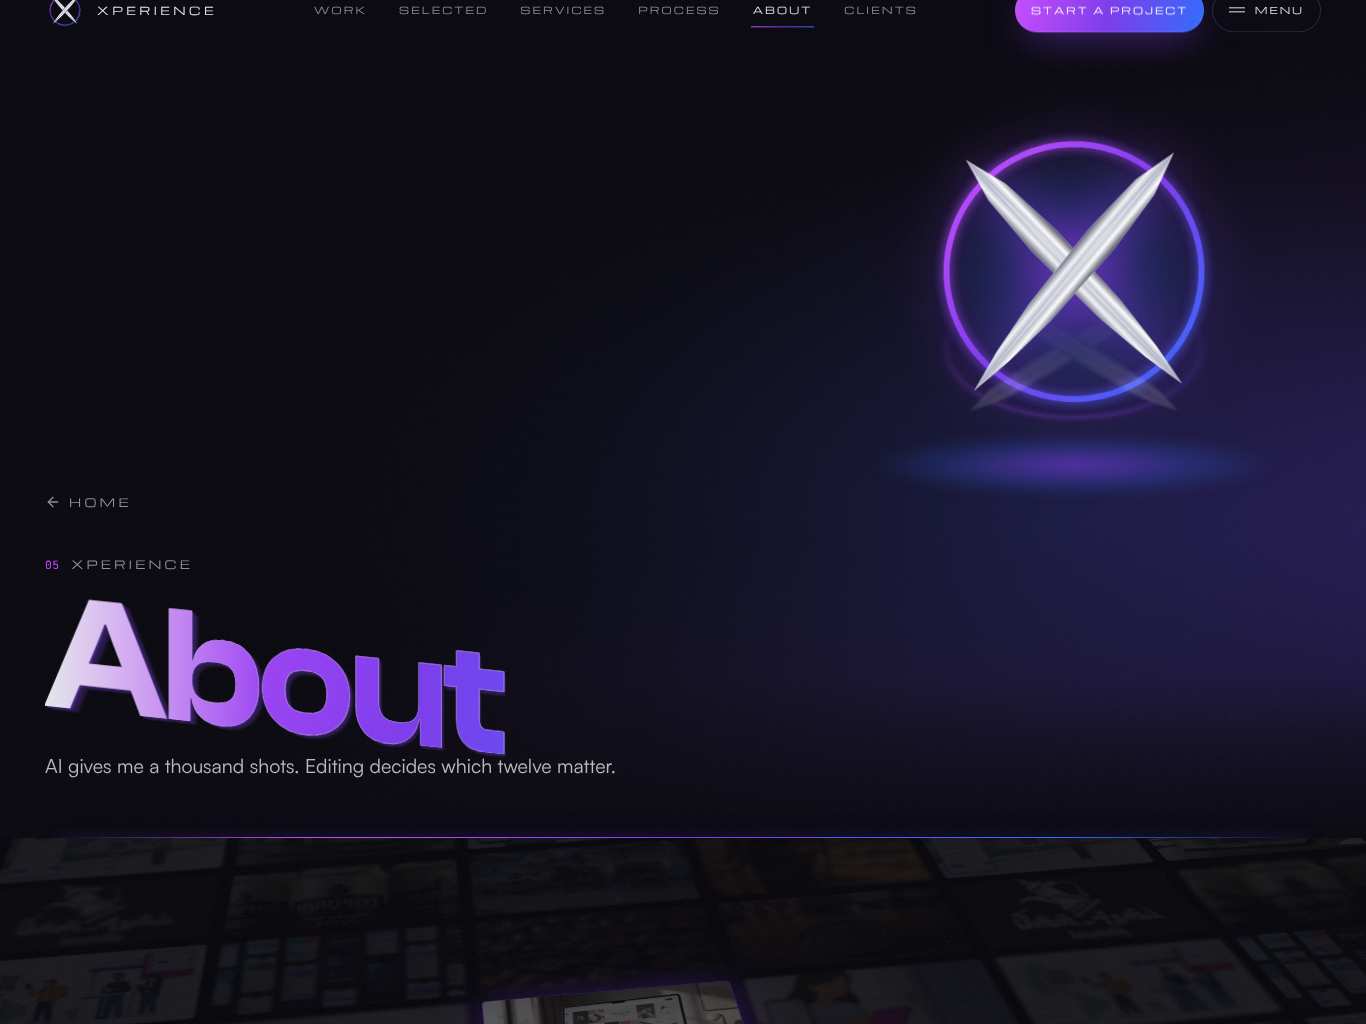 XPERIENCE
WORK SELECTED SERVICES PROCESS ABOUT CLIENTS
START A PROJECT
MENU
HOME
05 XPERIENCE
About
AI gives me a thousand shots. Editing decides which twelve matter.